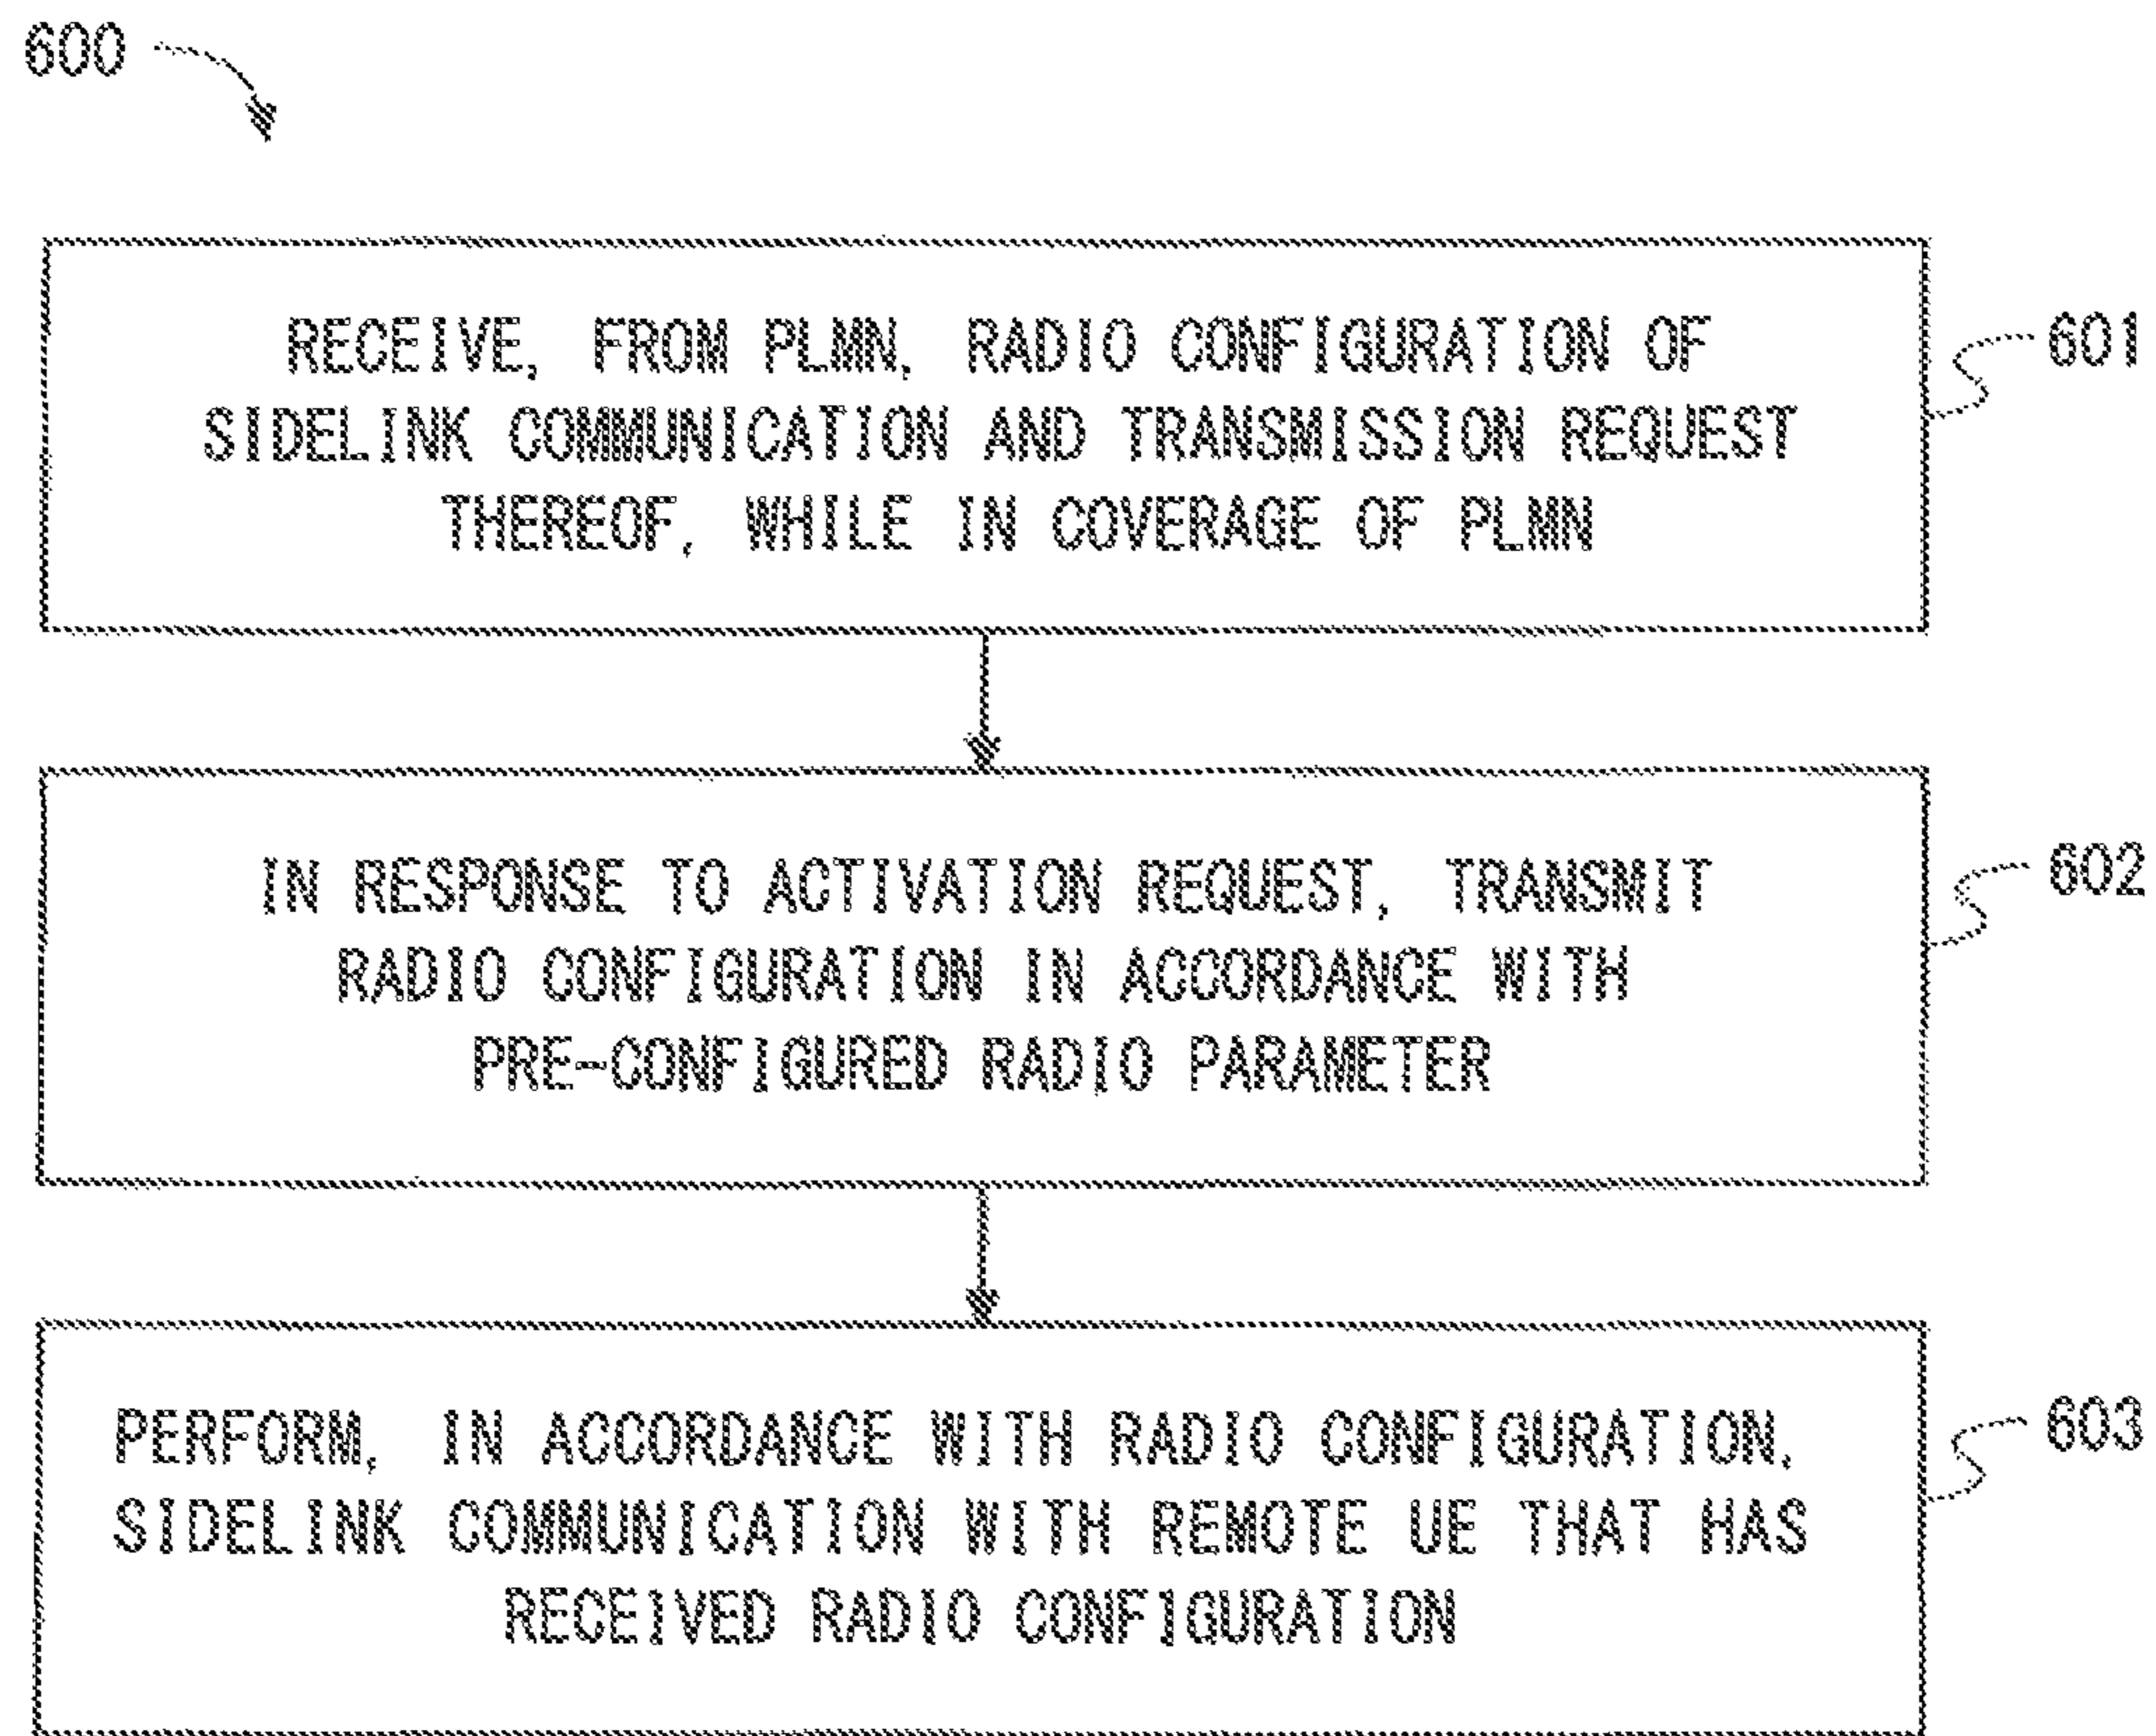 600
RECEIVE, FROM PLMN, RADIO CONFIGURATION OF
SIDELINK COMMUNICATION AND TRANSMISSION REQUEST
THEREOF, WHILE IN COVERAGE OF PLMN
601
IN RESPONSE TO ACTIVATION REQUEST, TRANSMIT
RADIO CONFIGURATION IN ACCORDANCE WITH
PRE-CONFIGURED RADIO PARAMETER
602
PERFORM, IN ACCORDANCE WITH RADIO CONFIGURATION,
SIDELINK COMMUNICATION WITH REMOTE UE THAT HAS
RECEIVED RADIO CONFIGURATION
603